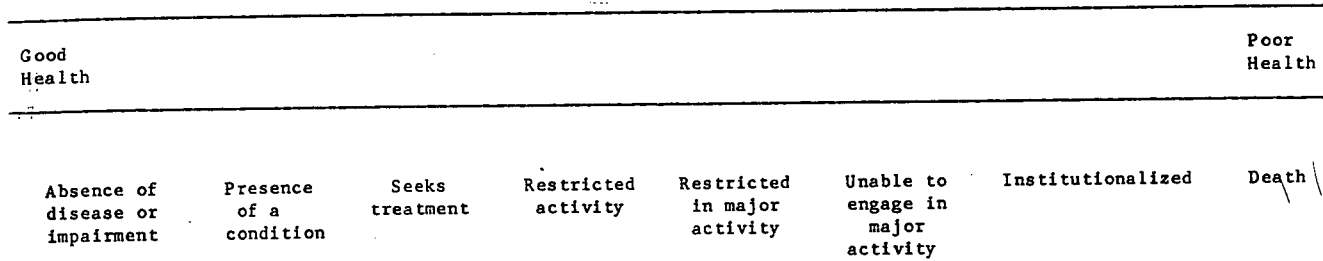 Good Health
Poor Health
Absence of disease or impairment
Presence of a condition
Seeks treatment
Restricted activity
Restricted in major activity
Unable to engage in major activity
Institutionalized
Death